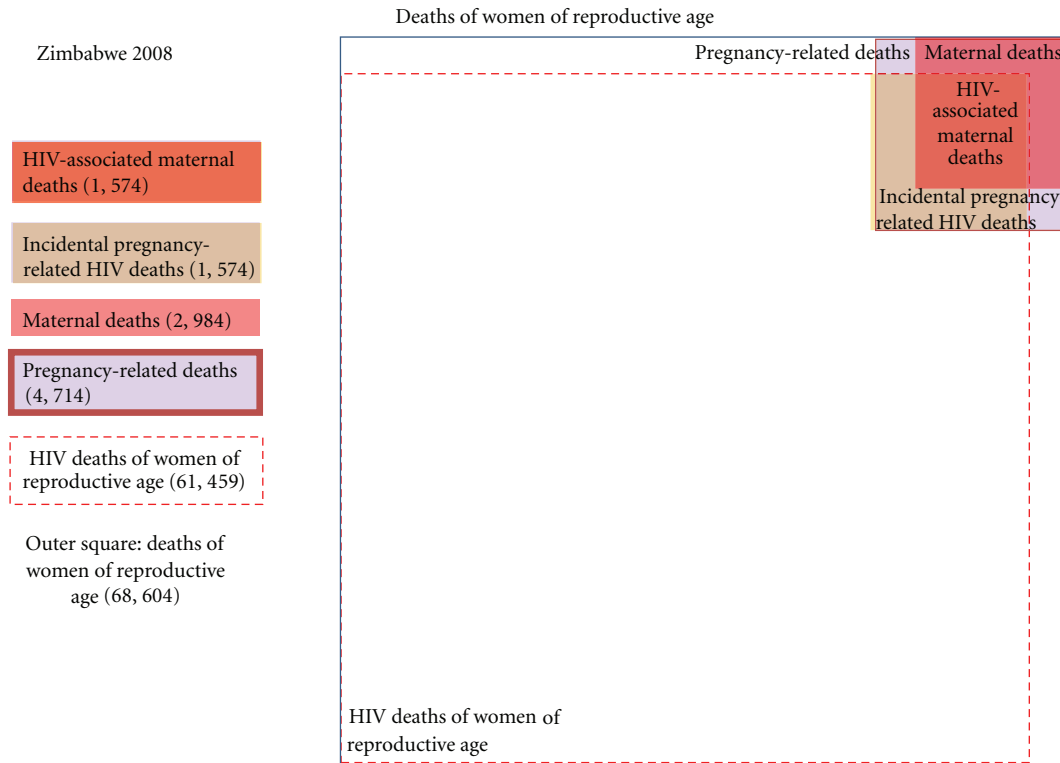 Deaths of women of reproductive age
Zimbabwe 2008
Pregnancy-related deaths
Maternal deaths
HIV-
associated
maternal
deaths
Incidental pregnancy-
related HIV deaths
HIV-associated maternal
deaths (1, 574)
Incidental pregnancy-
related HIV deaths (1, 574)
Maternal deaths (2, 984)
Pregnancy-related deaths
(4, 714)
HIV deaths of women of
reproductive age (61, 459)
Outer square: deaths of
women of reproductive
age (68, 604)
HIV deaths of women of
reproductive age